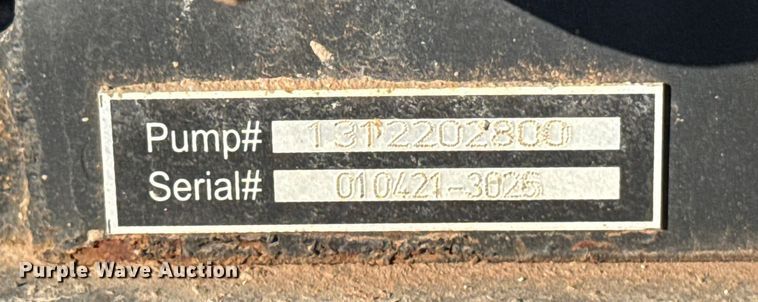 Pump# 1312202800
Serial# 010421-3025
Purple Wave Auction